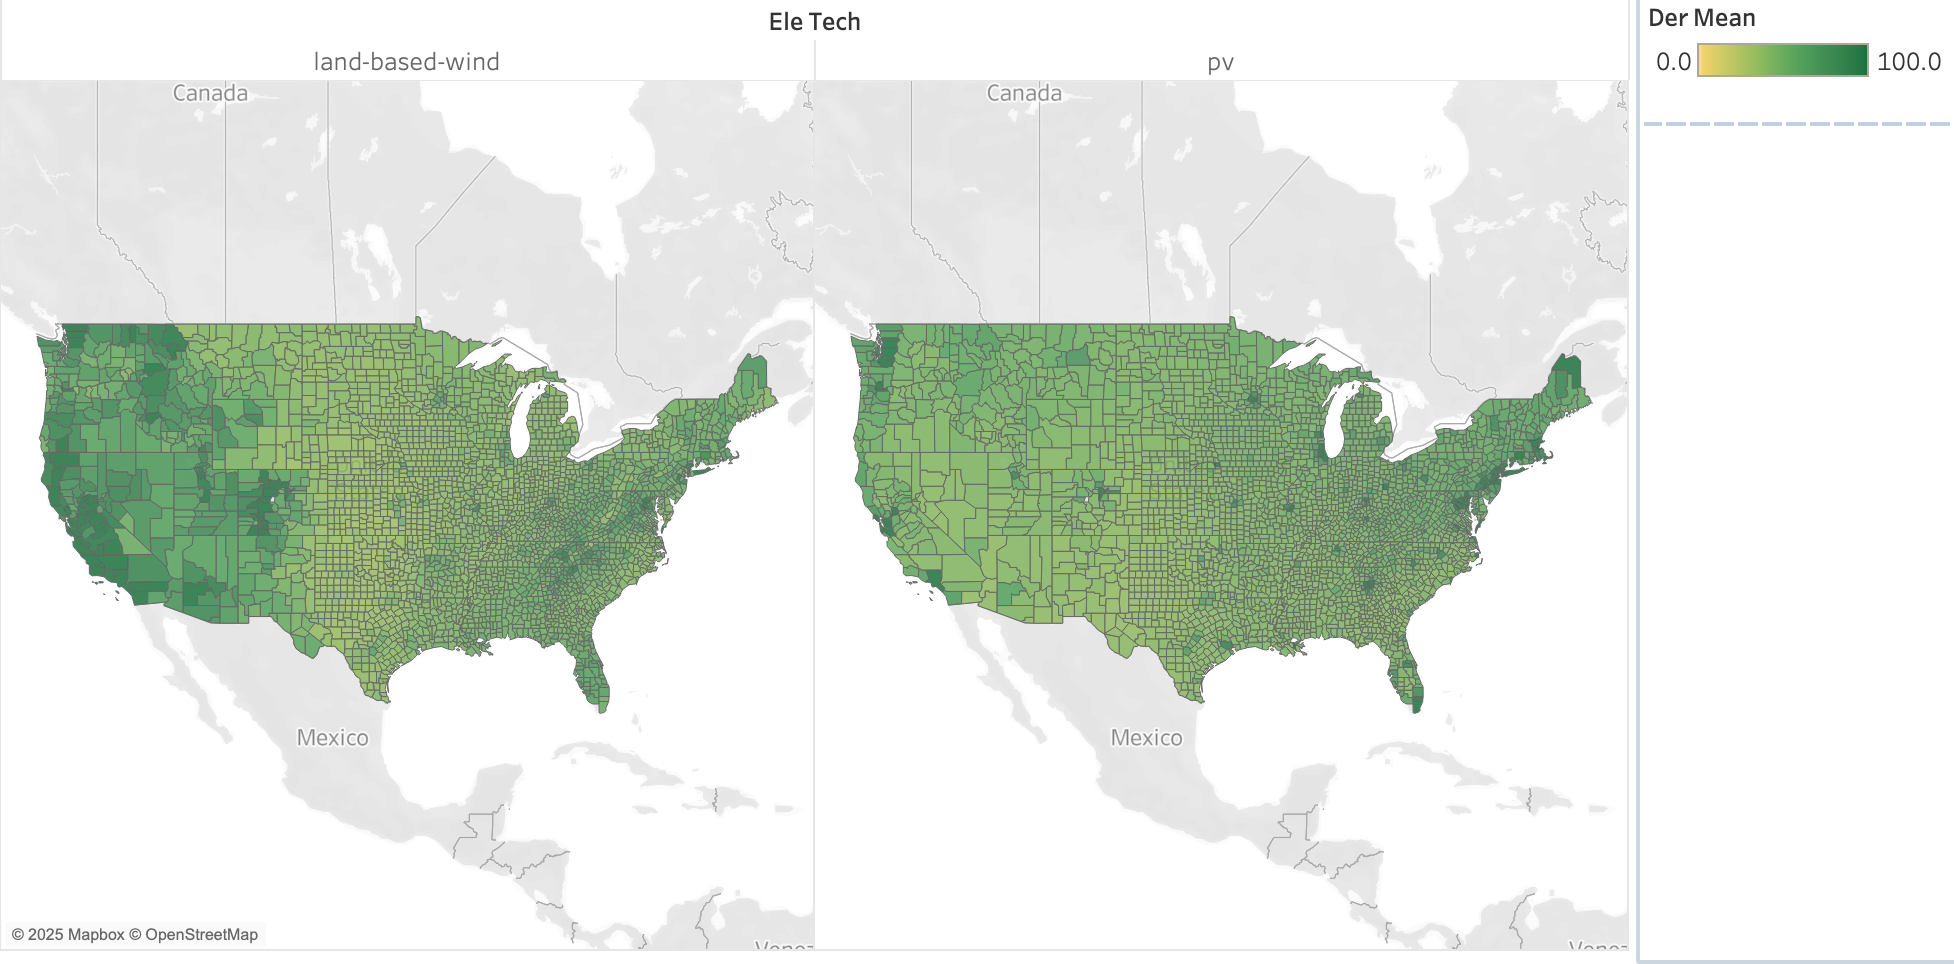 Ele Tech
land-based-wind
pv
Canada
Canada
Mexico
Mexico
© 2025 Mapbox © OpenStreetMap
Der Mean
0.0
100.0